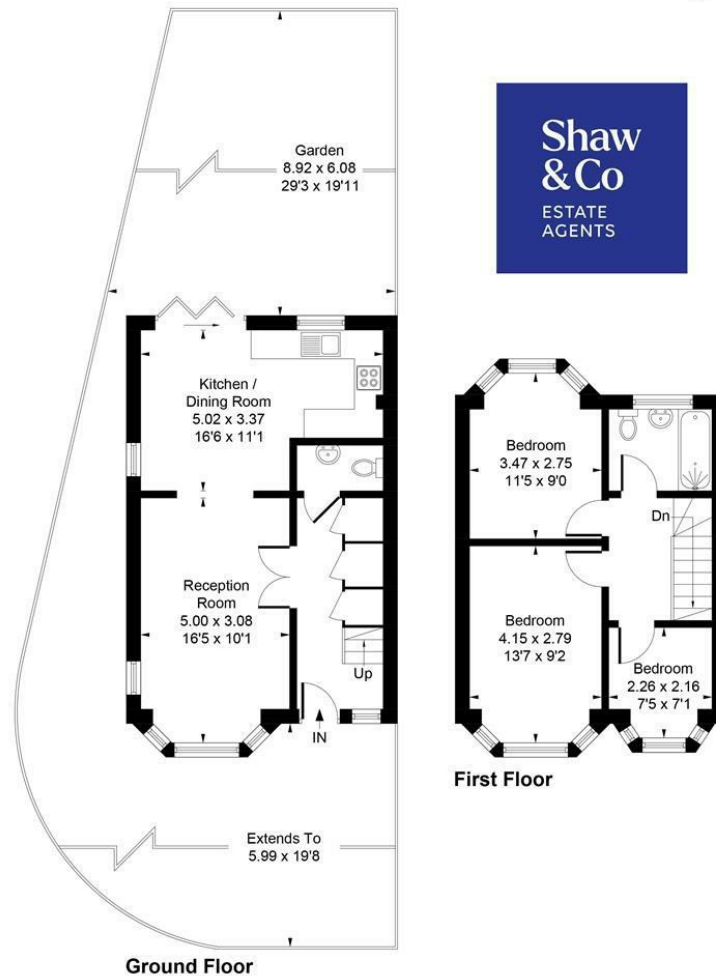 Shaw
&Co
ESTATE
AGENTS
Garden
8.92 x 6.08
29'3 x 19'11
Kitchen /
Dining Room
5.02 x 3.37
16'6 x 11'1
Reception
Room
5.00 x 3.08
16'5 x 10'1
Up
IN
Extends To
5.99 x 19'8
Ground Floor
Bedroom
3.47 x 2.75
11'5 x 9'0
Dn
Bedroom
4.15 x 2.79
13'7 x 9'2
Bedroom
2.26 x 2.16
7'5 x 7'1
First Floor